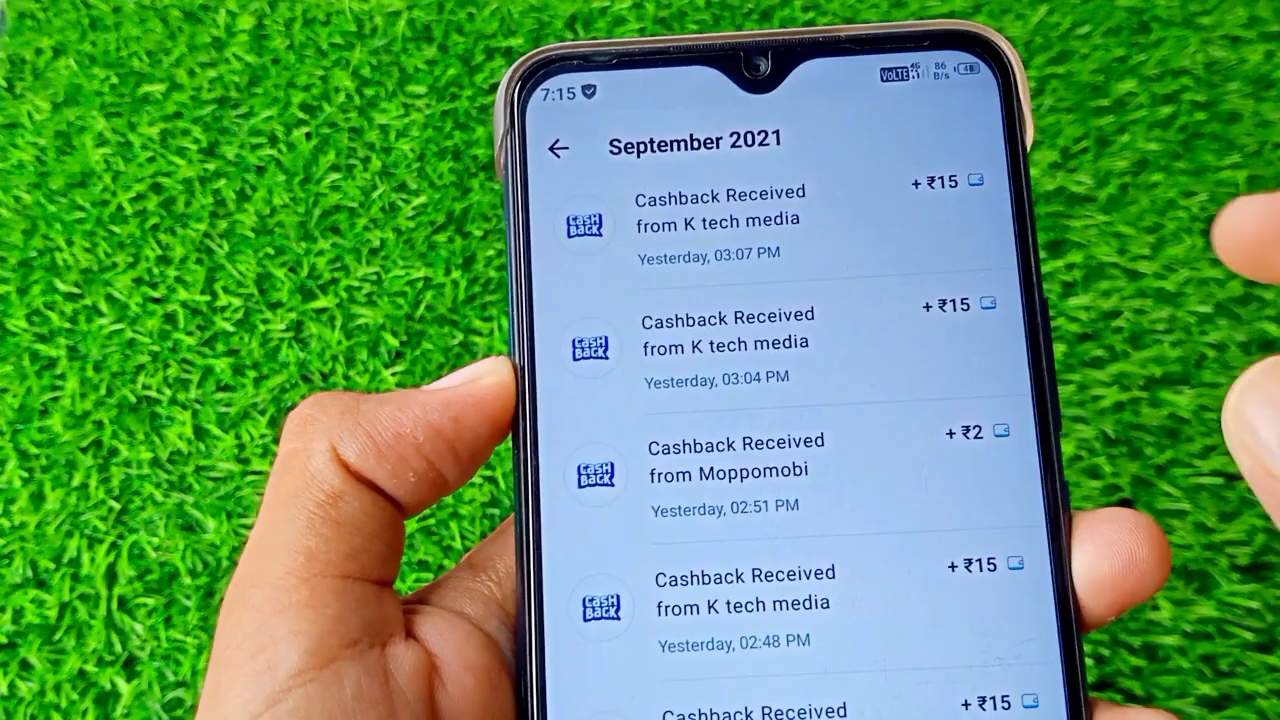 7:15
VoLTE 4G 86 B/s 48
September 2021
CASH BACK
Cashback Received
from K tech media
+ ₹15
Yesterday, 03:07 PM
CASH BACK
Cashback Received
from K tech media
+ ₹15
Yesterday, 03:04 PM
CASH BACK
Cashback Received
from Moppomobi
+ ₹2
Yesterday, 02:51 PM
CASH BACK
Cashback Received
from K tech media
+ ₹15
Yesterday, 02:48 PM
Cashback Received
+ ₹15